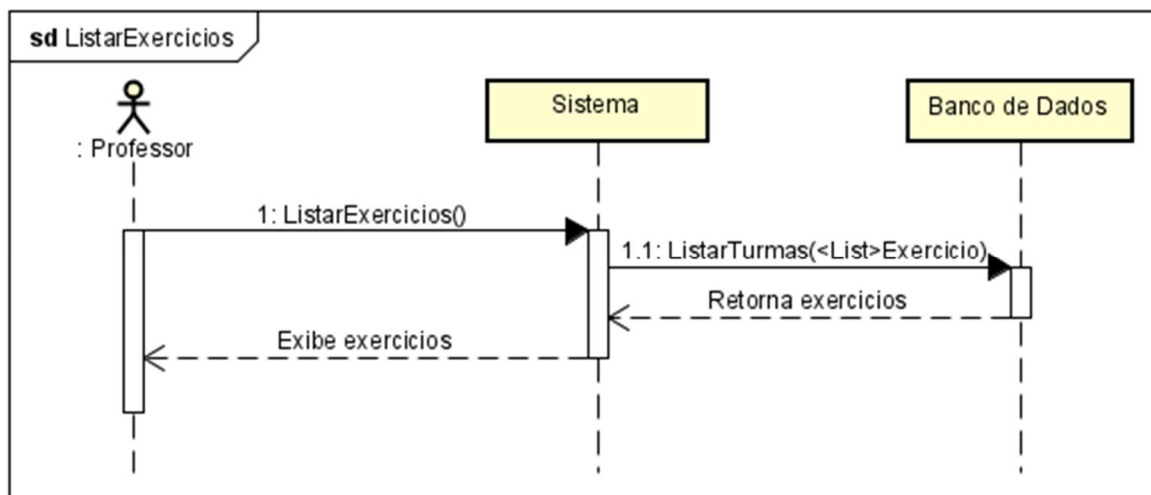 sd ListarExercicios
: Professor
Sistema
Banco de Dados
1: ListarExercicios()
1.1: ListarTurmas(<List>Exercicio)
Retorna exercicios
Exibe exercicios